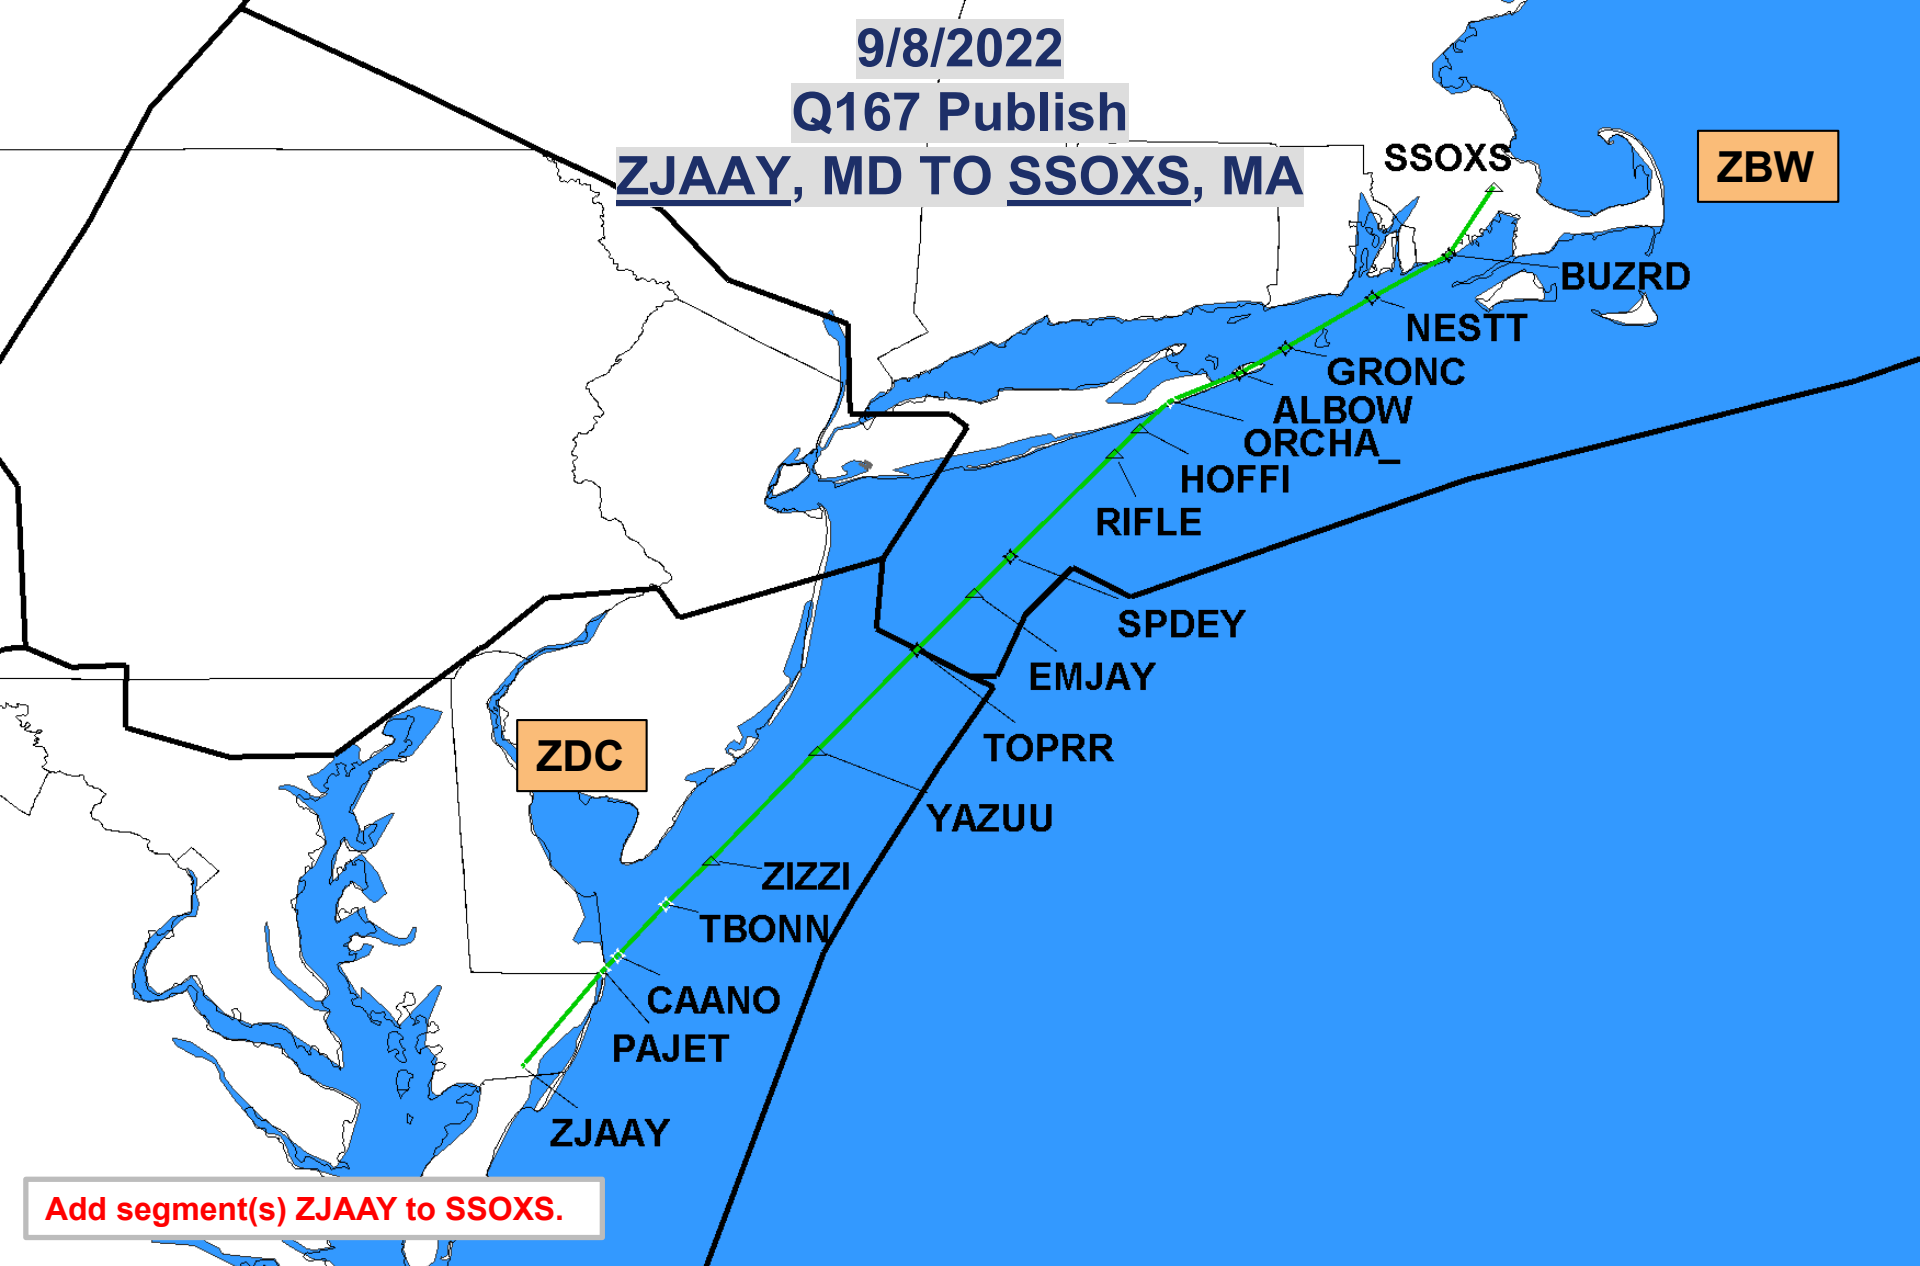 9/8/2022
Q167 Publish
ZJAAY, MD TO SSOXS, MA
SSOXS
ZBW
BUZRD
NESTT
GRONC
ALBOW
ORCHA_
HOFFI
RIFLE
SPDEY
EMJAY
TOPRR
ZDC
YAZUU
ZIZZI
TBONN
CAANO
PAJET
ZJAAY
Add segment(s) ZJAAY to SSOXS.